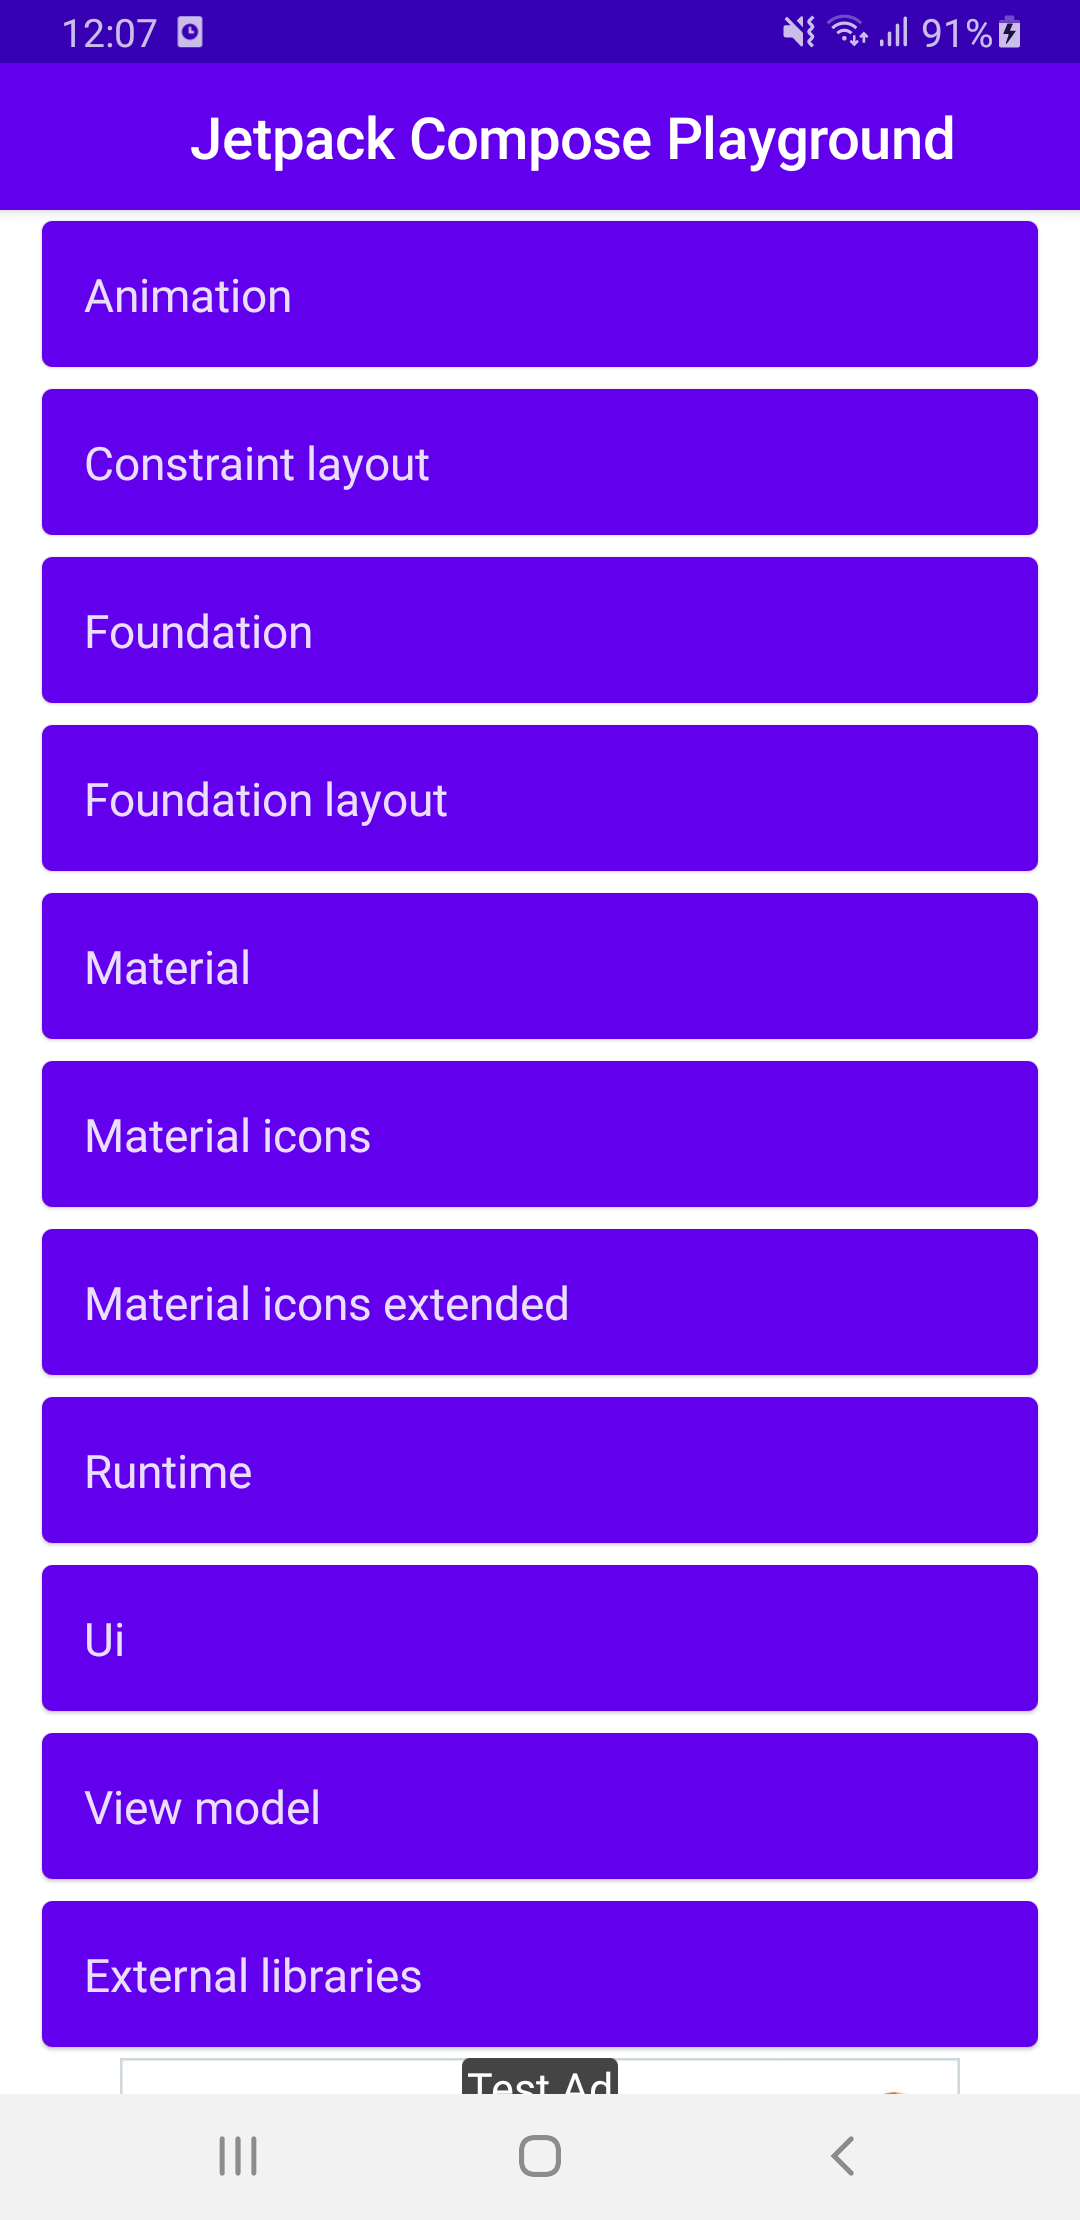 12:07 91%
Jetpack Compose Playground
Animation
Constraint layout
Foundation
Foundation layout
Material
Material icons
Material icons extended
Runtime
Ui
View model
External libraries
Test Ad